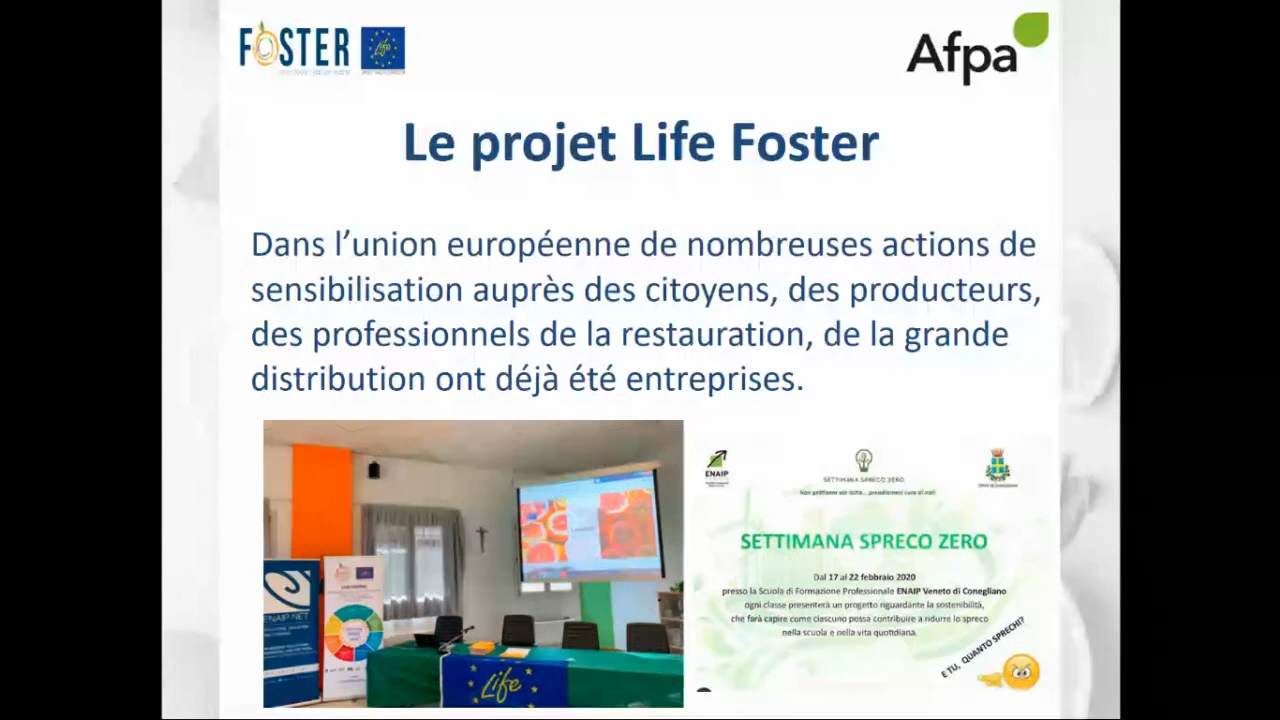 FOSTER
Life
Afpa
Le projet Life Foster
Dans l’union européenne de nombreuses actions de
sensibilisation auprès des citoyens, des producteurs,
des professionnels de la restauration, de la grande
distribution ont déjà été entreprises.
ENAIP.NET
Life
ENAIP
SETTIMANA SPRECO ZERO
Non gettiamo via tutto... prendiamoci cura di noi!
SETTIMANA SPRECO ZERO
Dal 17 al 22 febbraio 2020
presso la Scuola di Formazione Professionale ENAIP Veneto di Conegliano
ogni classe presenterà un progetto riguardante la sostenibilità,
che farà capire come ciascuno possa contribuire a ridurre lo spreco
nella scuola e nella vita quotidiana.
E TU, QUANTO SPRECHI?